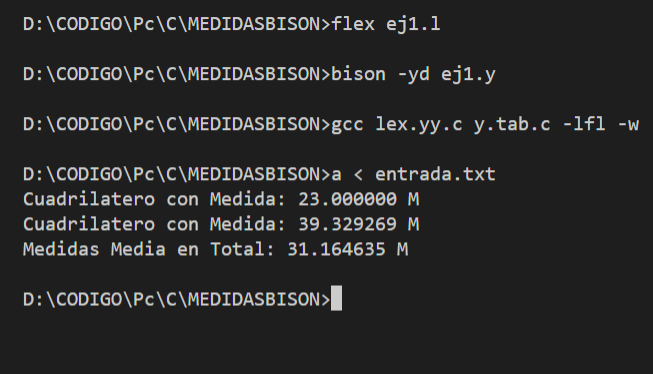 D:\CODIGO\Pc\C\MEDIDASBISON>flex ej1.l
D:\CODIGO\Pc\C\MEDIDASBISON>bison -yd ej1.y
D:\CODIGO\Pc\C\MEDIDASBISON>gcc lex.yy.c y.tab.c -lfl -w
D:\CODIGO\Pc\C\MEDIDASBISON>a < entrada.txt
Cuadrilatero con Medida: 23.000000 M
Cuadrilatero con Medida: 39.329269 M
Medidas Media en Total: 31.164635 M
D:\CODIGO\Pc\C\MEDIDASBISON>